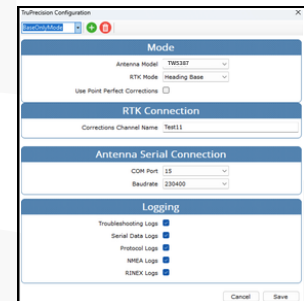 TruPrecision Configuration
BaseOnlyMode
Mode
Antenna Model TW5387
RTK Mode Heading Base
Use Point Perfect Corrections
RTK Connection
Corrections Channel Name Test11
Antenna Serial Connection
COM Port 15
Baudrate 230400
Logging
Troubleshooting Logs
Serial Data Logs
Protocol Logs
NMEA Logs
RINEX Logs
Cancel Save